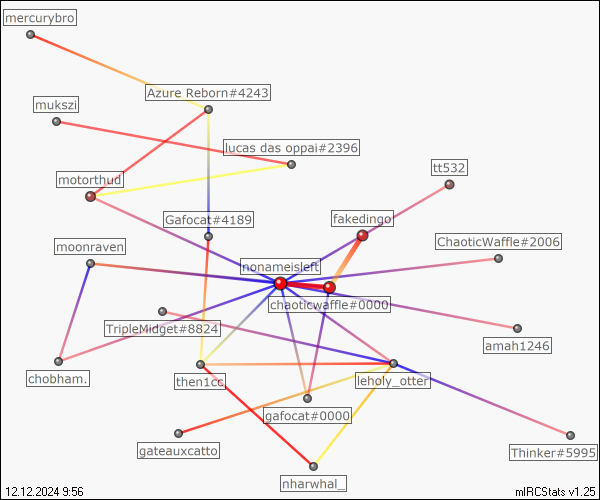 mercurybro
Azure Reborn#4243
mukszi
lucas das oppai#2396
tt532
motorthud
Gafocat#4189
fakedingo
moonraven
ChaoticWaffle#2006
nonameisleft
chaoticwaffle#0000
TripleMidget#8824
amah1246
chobham.
then1cc
leholy_otter
gafocat#0000
gateauxcatto
Thinker#5995
nharwhal_
12.12.2024 9:56
mIRCStats v1.25